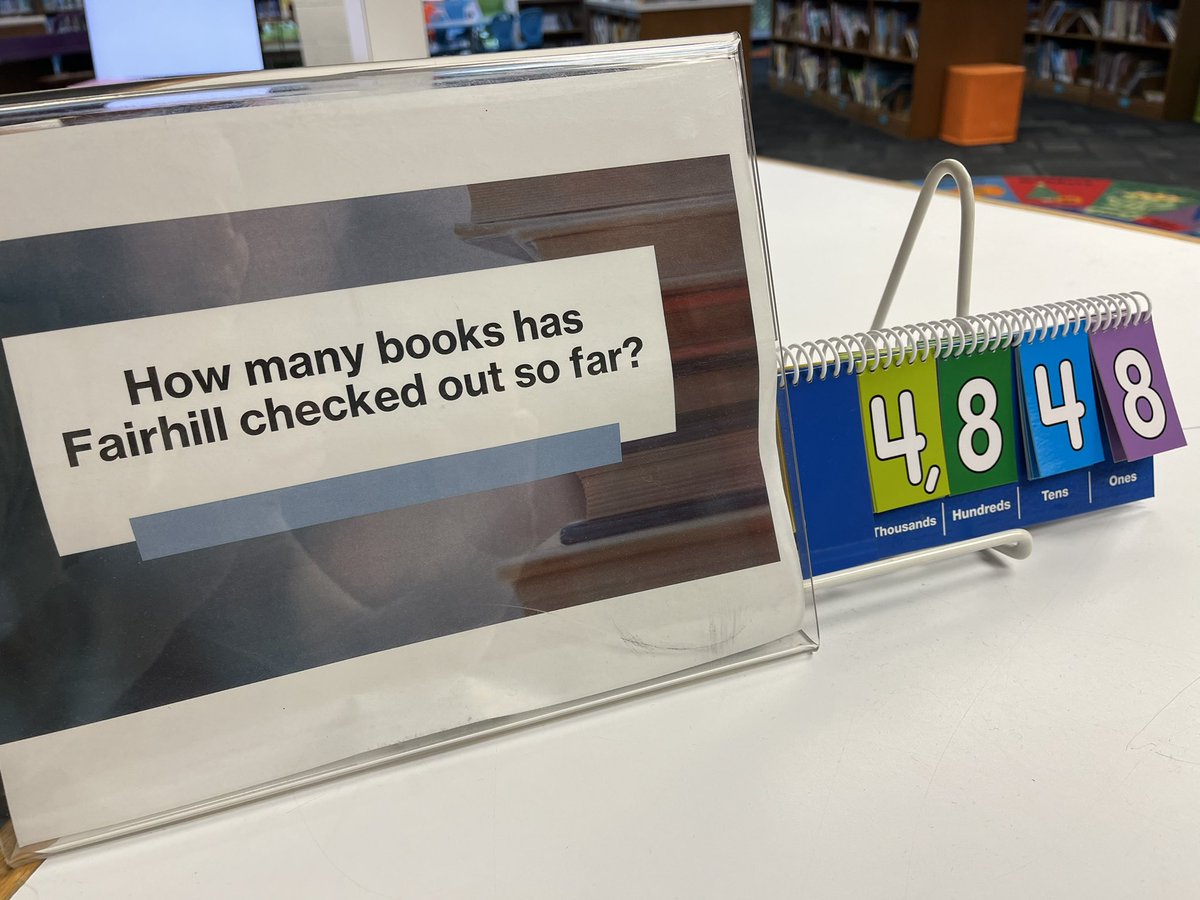 How many books has
Fairhill checked out so far?
4,848
Thousands Hundreds Tens Ones